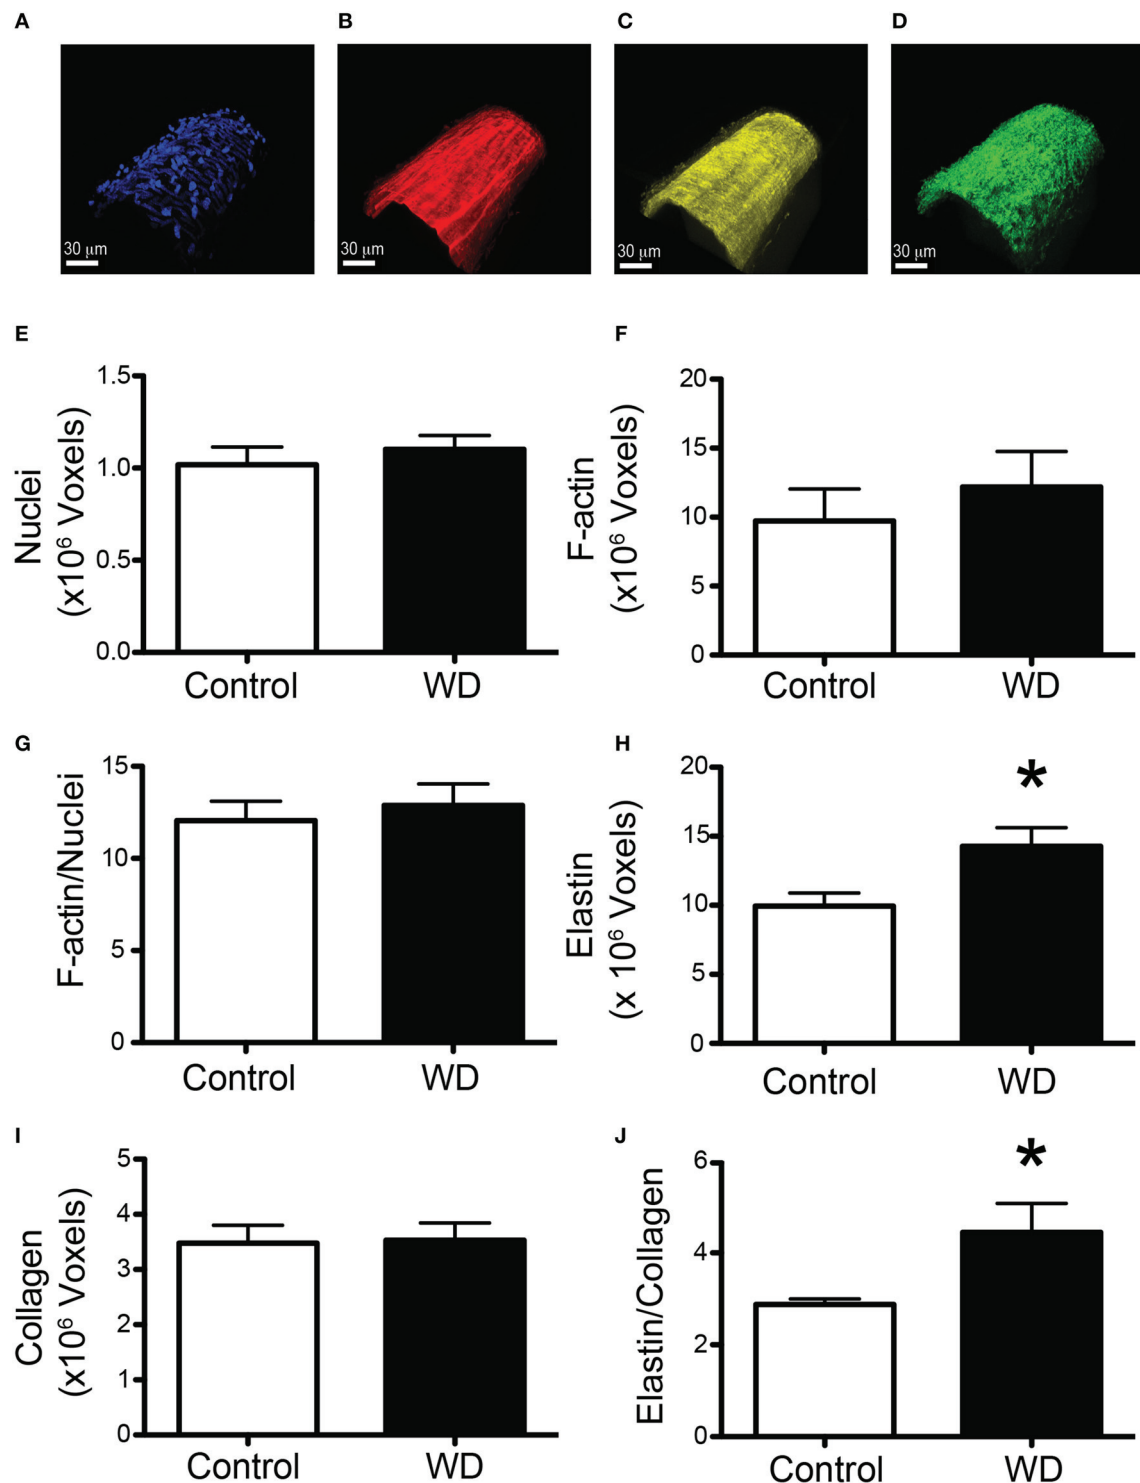 A B C D
30 μm 30 μm 30 μm 30 μm
E
Nuclei
(x10⁶ Voxels)
1.5
1.0
0.5
0.0
Control WD
F
F-actin
(x10⁶ Voxels)
20
15
10
5
0
Control WD
G
F-actin/Nuclei
15
10
5
0
Control WD
H
Elastin
(x 10⁶ Voxels)
20
15
10
5
0
*
Control WD
I
Collagen
(x10⁶ Voxels)
5
4
3
2
1
0
Control WD
J
Elastin/Collagen
6
4
2
0
*
Control WD